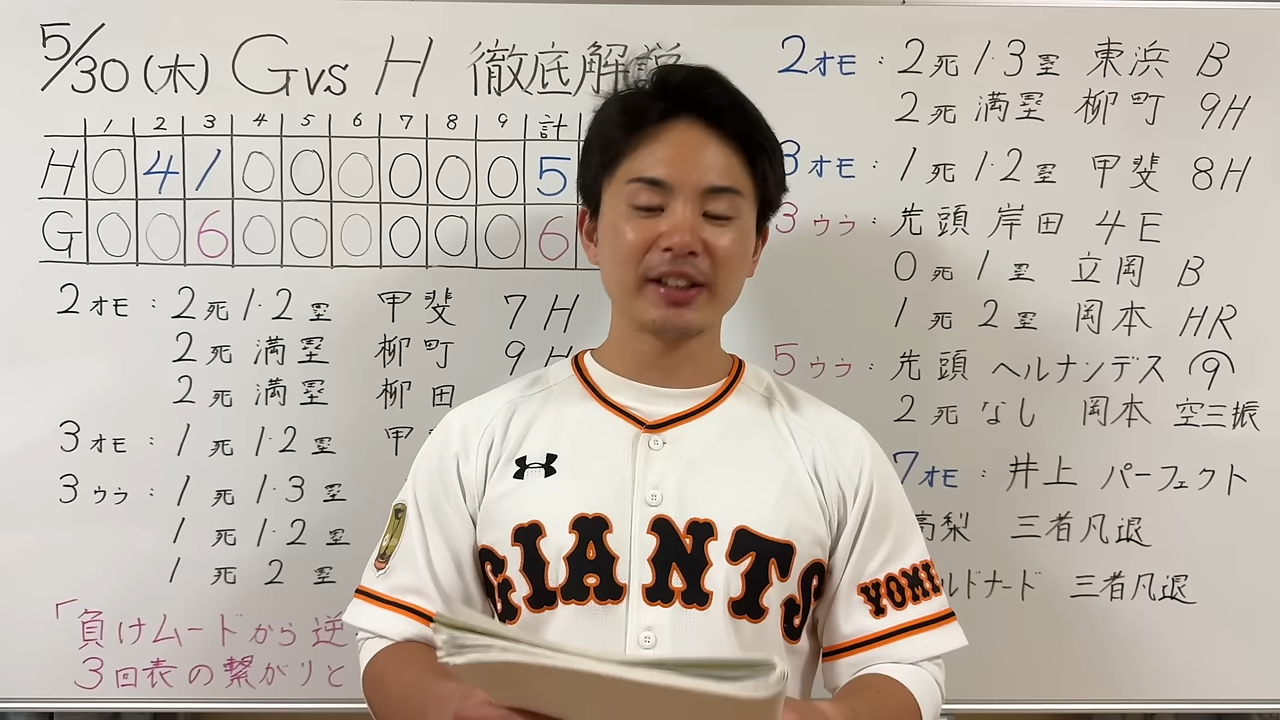 5/30(木) G vs H 徹底解説
1 2 3 4 5 6 7 8 9 計
H 0 4 1 0 0 0 0 0 0 5
G 0 0 6 0 0 0 0 0 0 6
2オモ:2死1・2塁 甲斐 7H
2死満塁 柳町 9H
2死満塁 柳田
3オモ:1死1・2塁
3ウラ:1死1・3塁
1死1・2塁
1死2塁
「負けムードから逆
3回表の繋がりと
2オモ:2死1・3塁 東浜 B
2死満塁 柳町 9H
3オモ:1死1・2塁 甲斐 8H
3ウラ:先頭 岸田 4E
0死1塁 立岡 B
1死2塁 岡本 HR
5ウラ:先頭 ヘルナンデス 9
2死なし 岡本 空三振
7オモ:井上 パーフェクト
高梨 三者凡退
ルドナード 三者凡退
GIANTS
YOMI